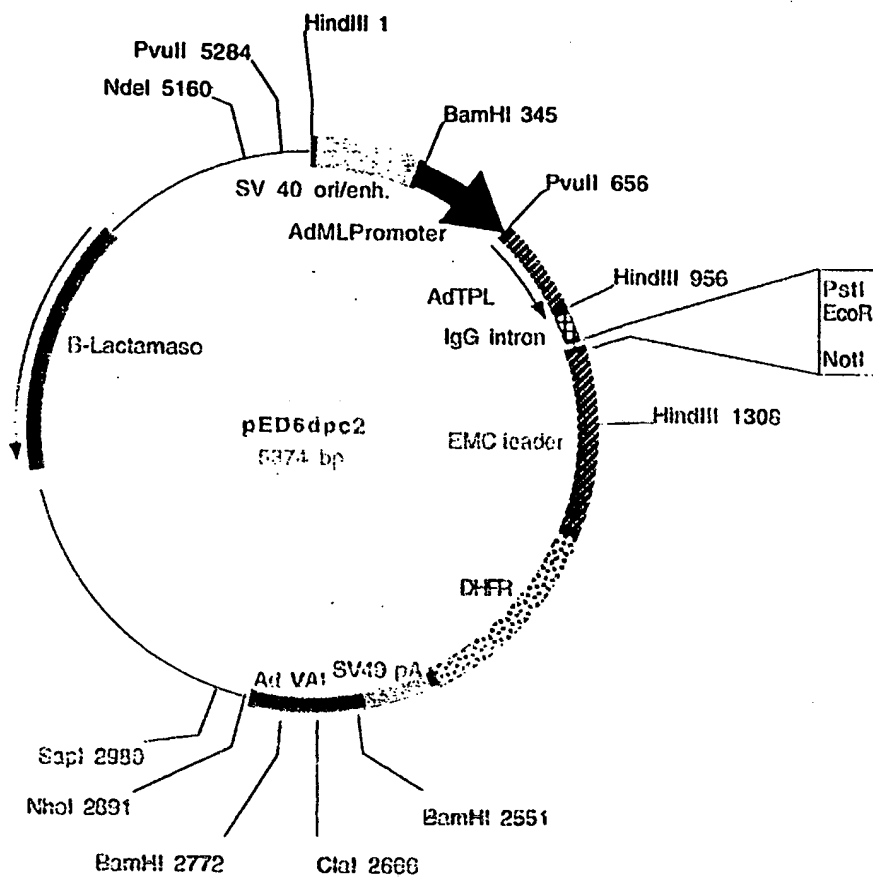 HindIII 1
PvuII 5284
NdeI 5160
BamHI 345
SV 40 ori/enh.
PvuII 656
AdMLPromoter
HindIII 956
AdTPL
PstI
EcoR
IgG intron
B-Lactamaso
NotI
pED6dpc2
5374 bp
EMC leader
HindIII 1308
DHFR
Ad VAI
SV40 pA
SapI 2980
NheI 2891
BamHI 2551
BamHI 2772
ClaI